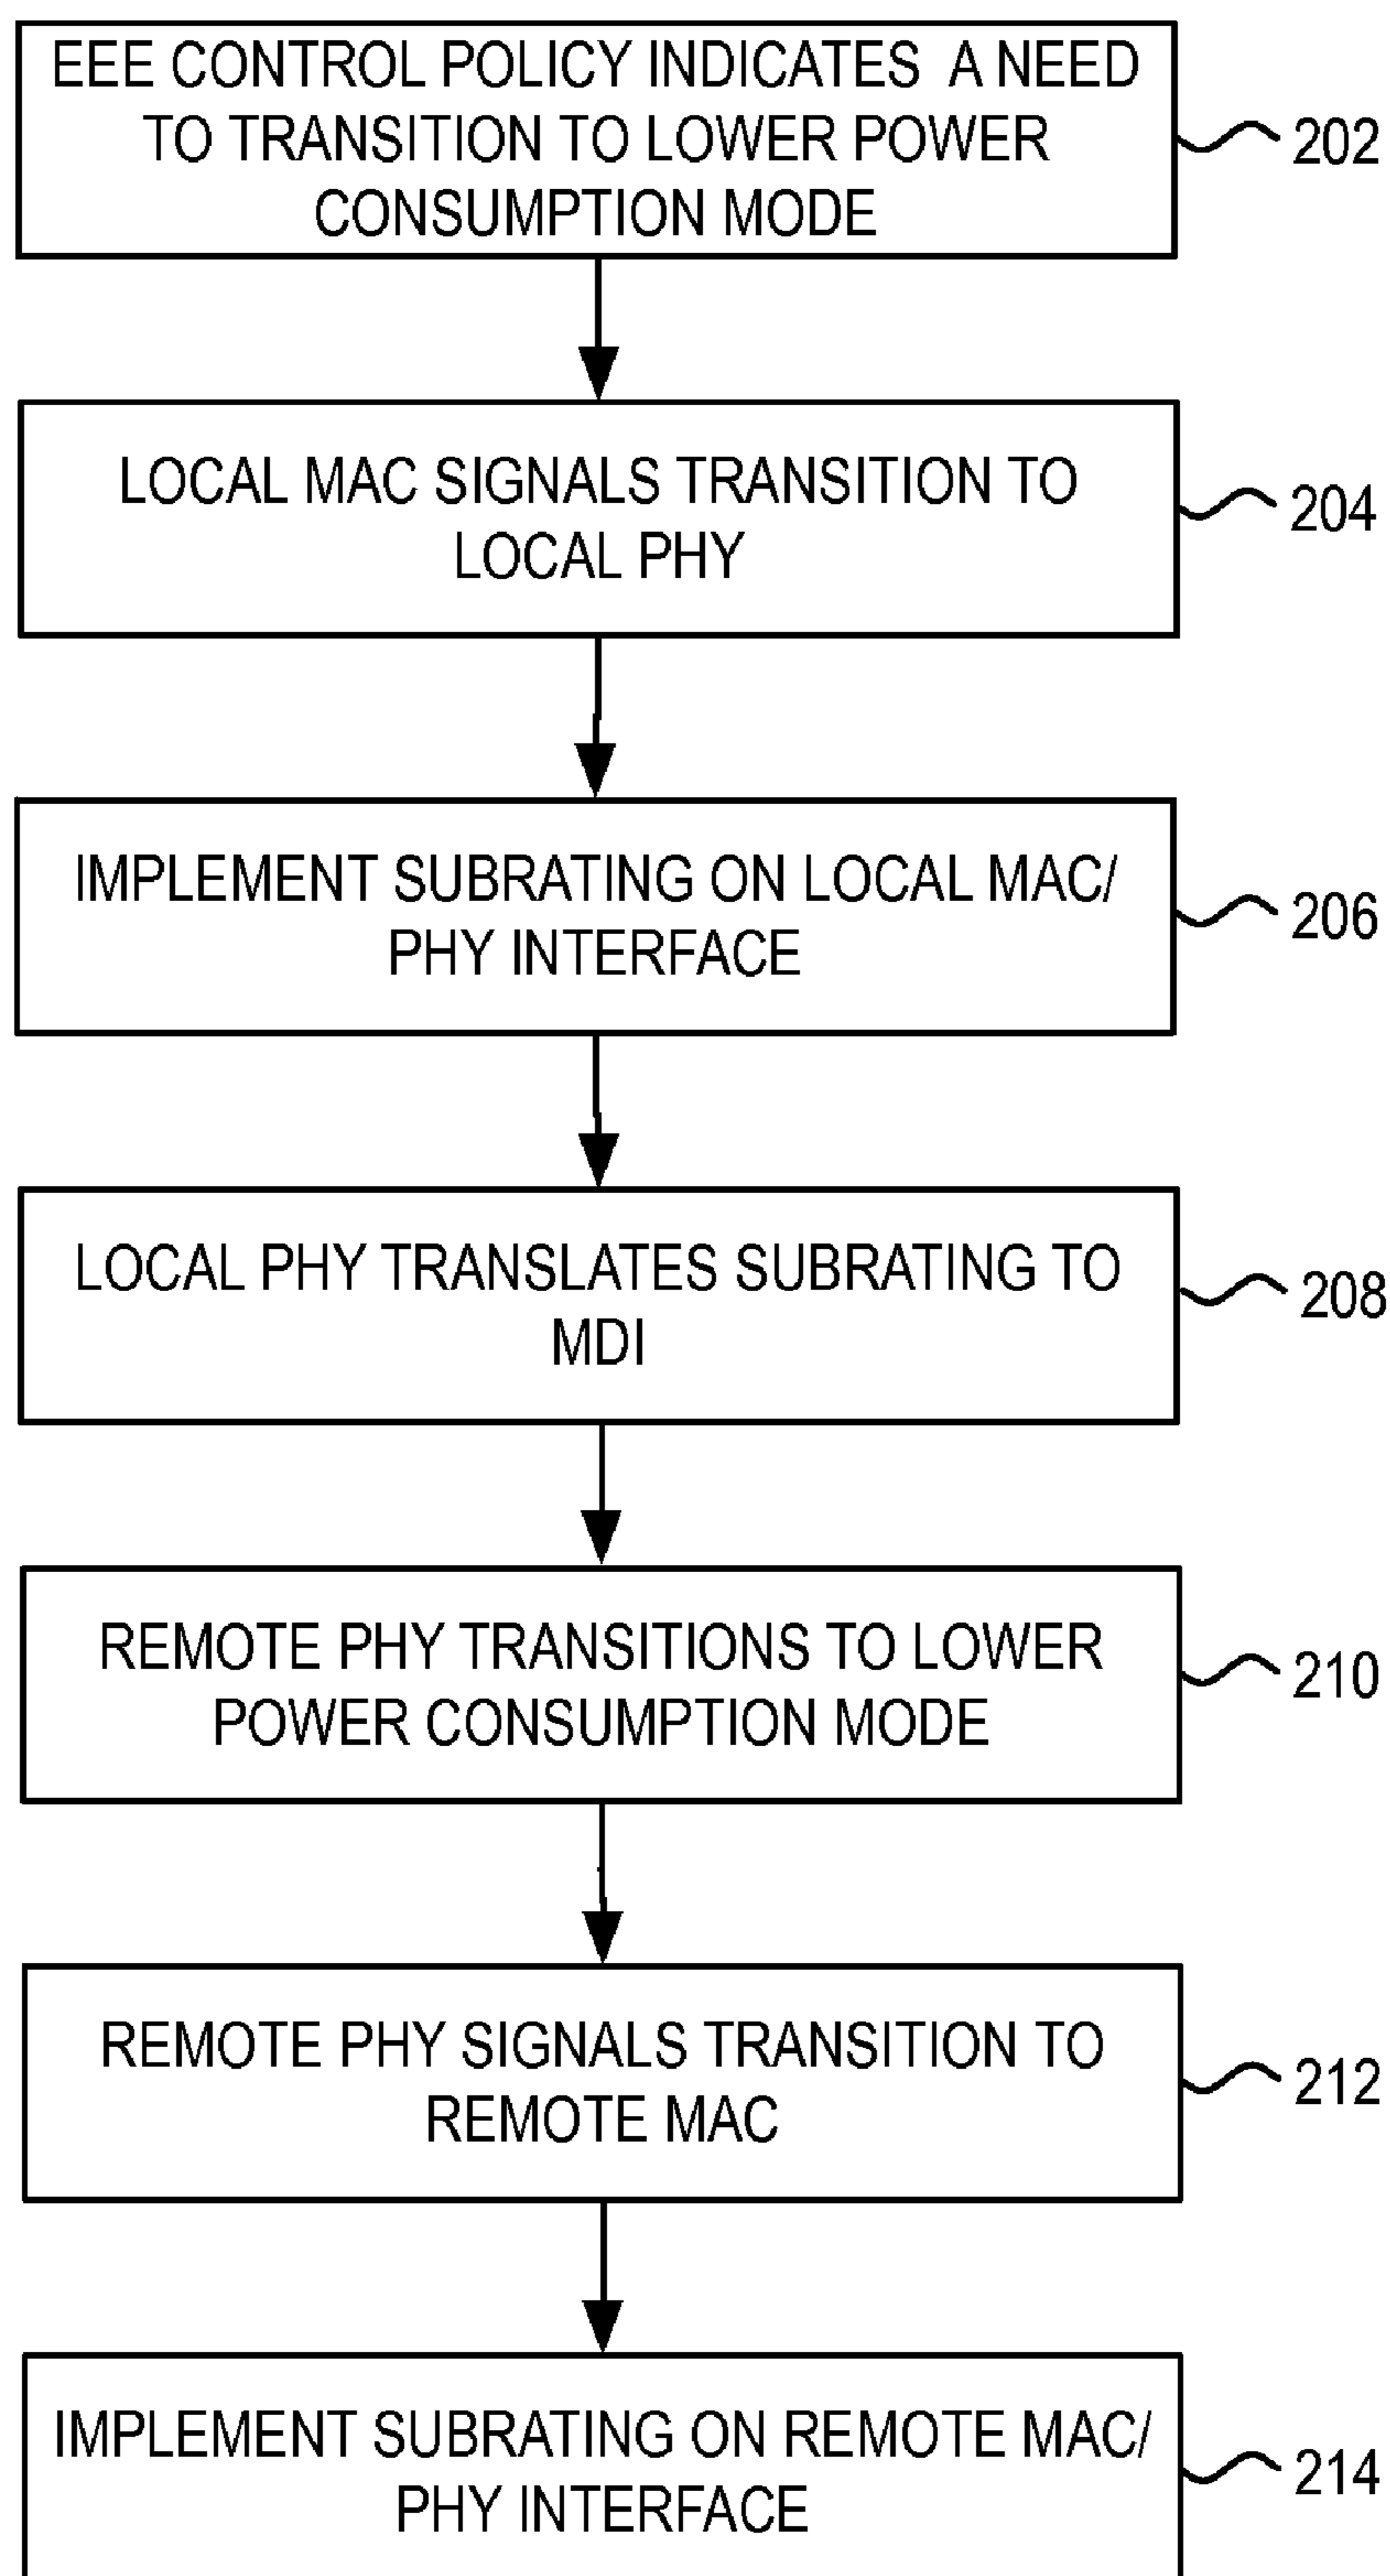 EEE CONTROL POLICY INDICATES A NEED
TO TRANSITION TO LOWER POWER
CONSUMPTION MODE
202
LOCAL MAC SIGNALS TRANSITION TO
LOCAL PHY
204
IMPLEMENT SUBRATING ON LOCAL MAC/
PHY INTERFACE
206
LOCAL PHY TRANSLATES SUBRATING TO
MDI
208
REMOTE PHY TRANSITIONS TO LOWER
POWER CONSUMPTION MODE
210
REMOTE PHY SIGNALS TRANSITION TO
REMOTE MAC
212
IMPLEMENT SUBRATING ON REMOTE MAC/
PHY INTERFACE
214